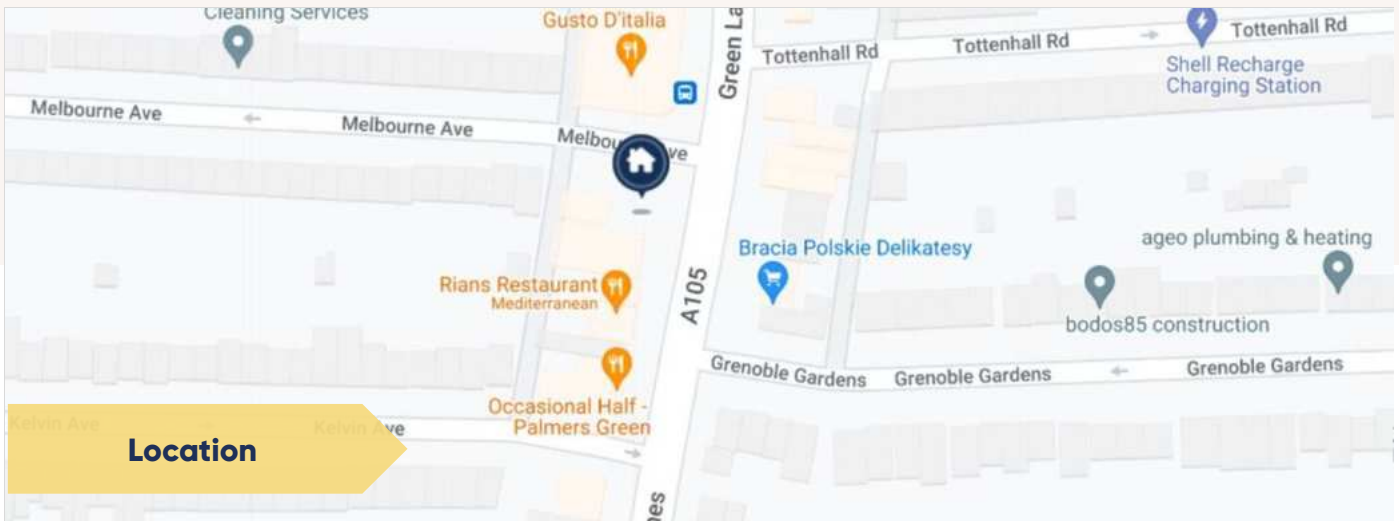 Cleaning Services
Gusto D'italia
Green La
Tottenhall Rd
Tottenhall Rd
Tottenhall Rd
Shell Recharge
Charging Station
Melbourne Ave
Melbourne Ave
Melbou ve
Bracia Polskie Delikatesy
ageo plumbing & heating
Rians Restaurant
Mediterranean
A105
bodos85 construction
Grenoble Gardens
Grenoble Gardens
Grenoble Gardens
Occasional Half -
Palmers Green
Kelvin Ave
Kelvin Ave
Location
nes